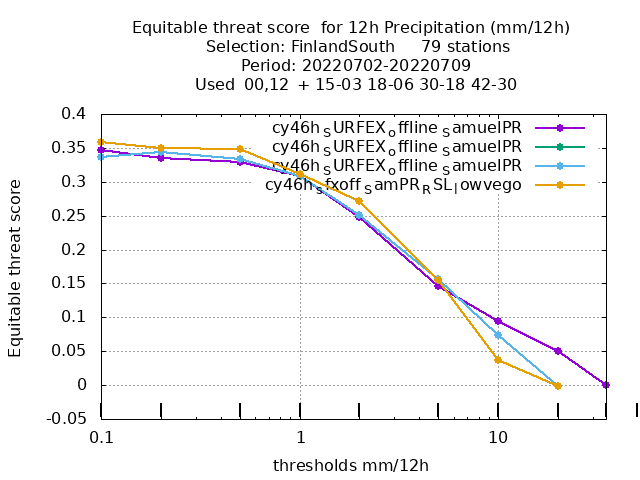 Equitable threat score for 12h Precipitation (mm/12h)
Selection: FinlandSouth 79 stations
Period: 20220702-20220709
Used 00,12 + 15-03 18-06 30-18 42-30
0.4
0.35
0.3
0.25
0.2
0.15
0.1
0.05
0
-0.05
Equitable threat score
cy46h_SURFEX_offline_SamuelPR
cy46h_SURFEX_offline_SamuelPR
cy46h_SURFEX_offline_SamuelPR
cy46h_sfxoff_SamPR_RSL_lowvego
0.1 1 10
thresholds mm/12h